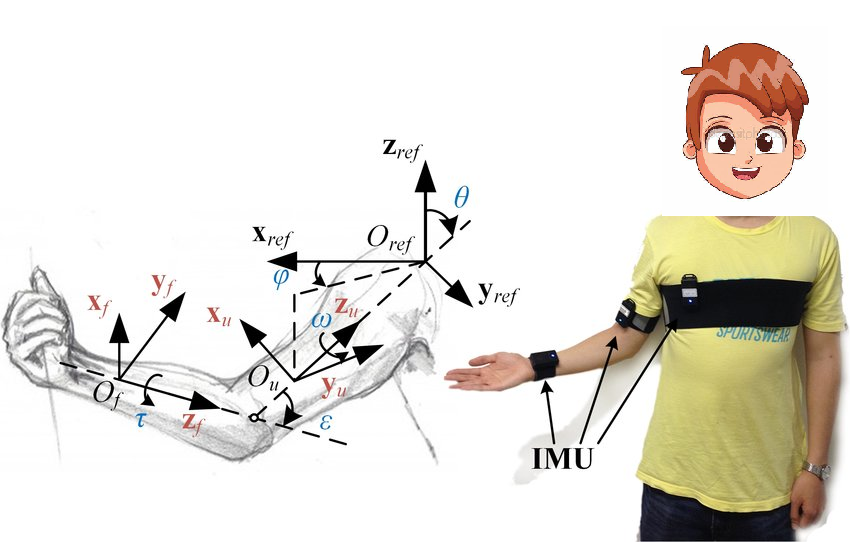 z_ref
θ
x_ref
O_ref
φ
y_ref
y_f
x_f
x_u
z_u
ω
O_u
y_u
O_f
τ
z_f
ε
SPORTSWEAR
IMU